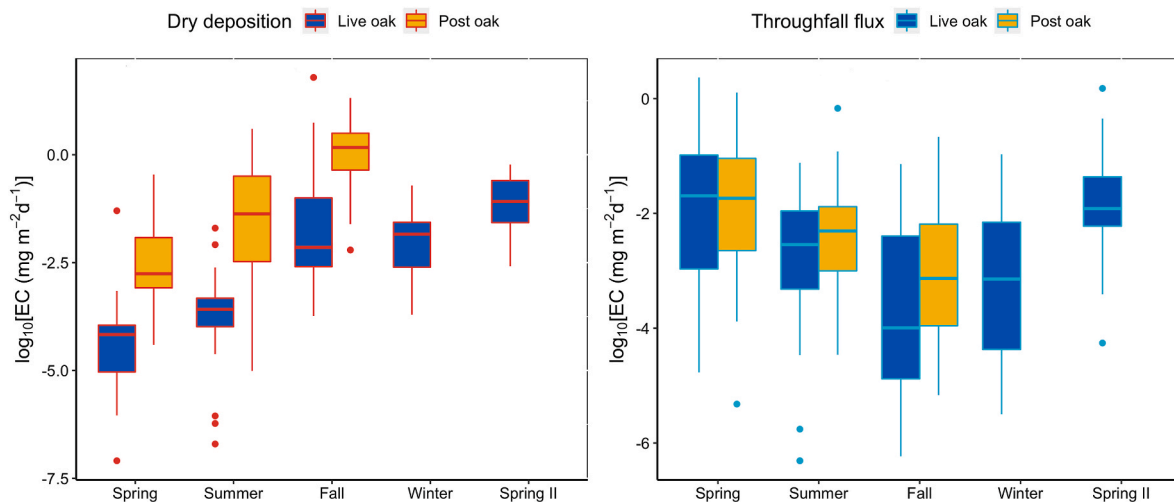 Dry deposition Live oak Post oak
log₁₀[EC (mg m⁻²d⁻¹)]
0.0
-2.5
-5.0
-7.5
Spring Summer Fall Winter Spring II
Throughfall flux Live oak Post oak
log₁₀[EC (mg m⁻²d⁻¹)]
0
-2
-4
-6
Spring Summer Fall Winter Spring II